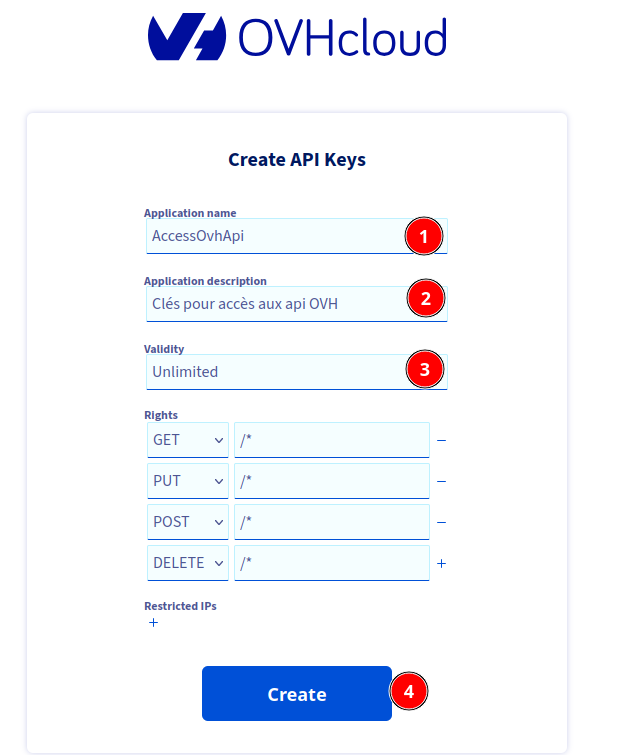 OVHcloud
Create API Keys
Application name
AccessOvhApi
1
Application description
Clés pour accès aux api OVH
2
Validity
Unlimited
3
Rights
GET /* −
PUT /* −
POST /* −
DELETE /* +
Restricted IPs
+
Create
4